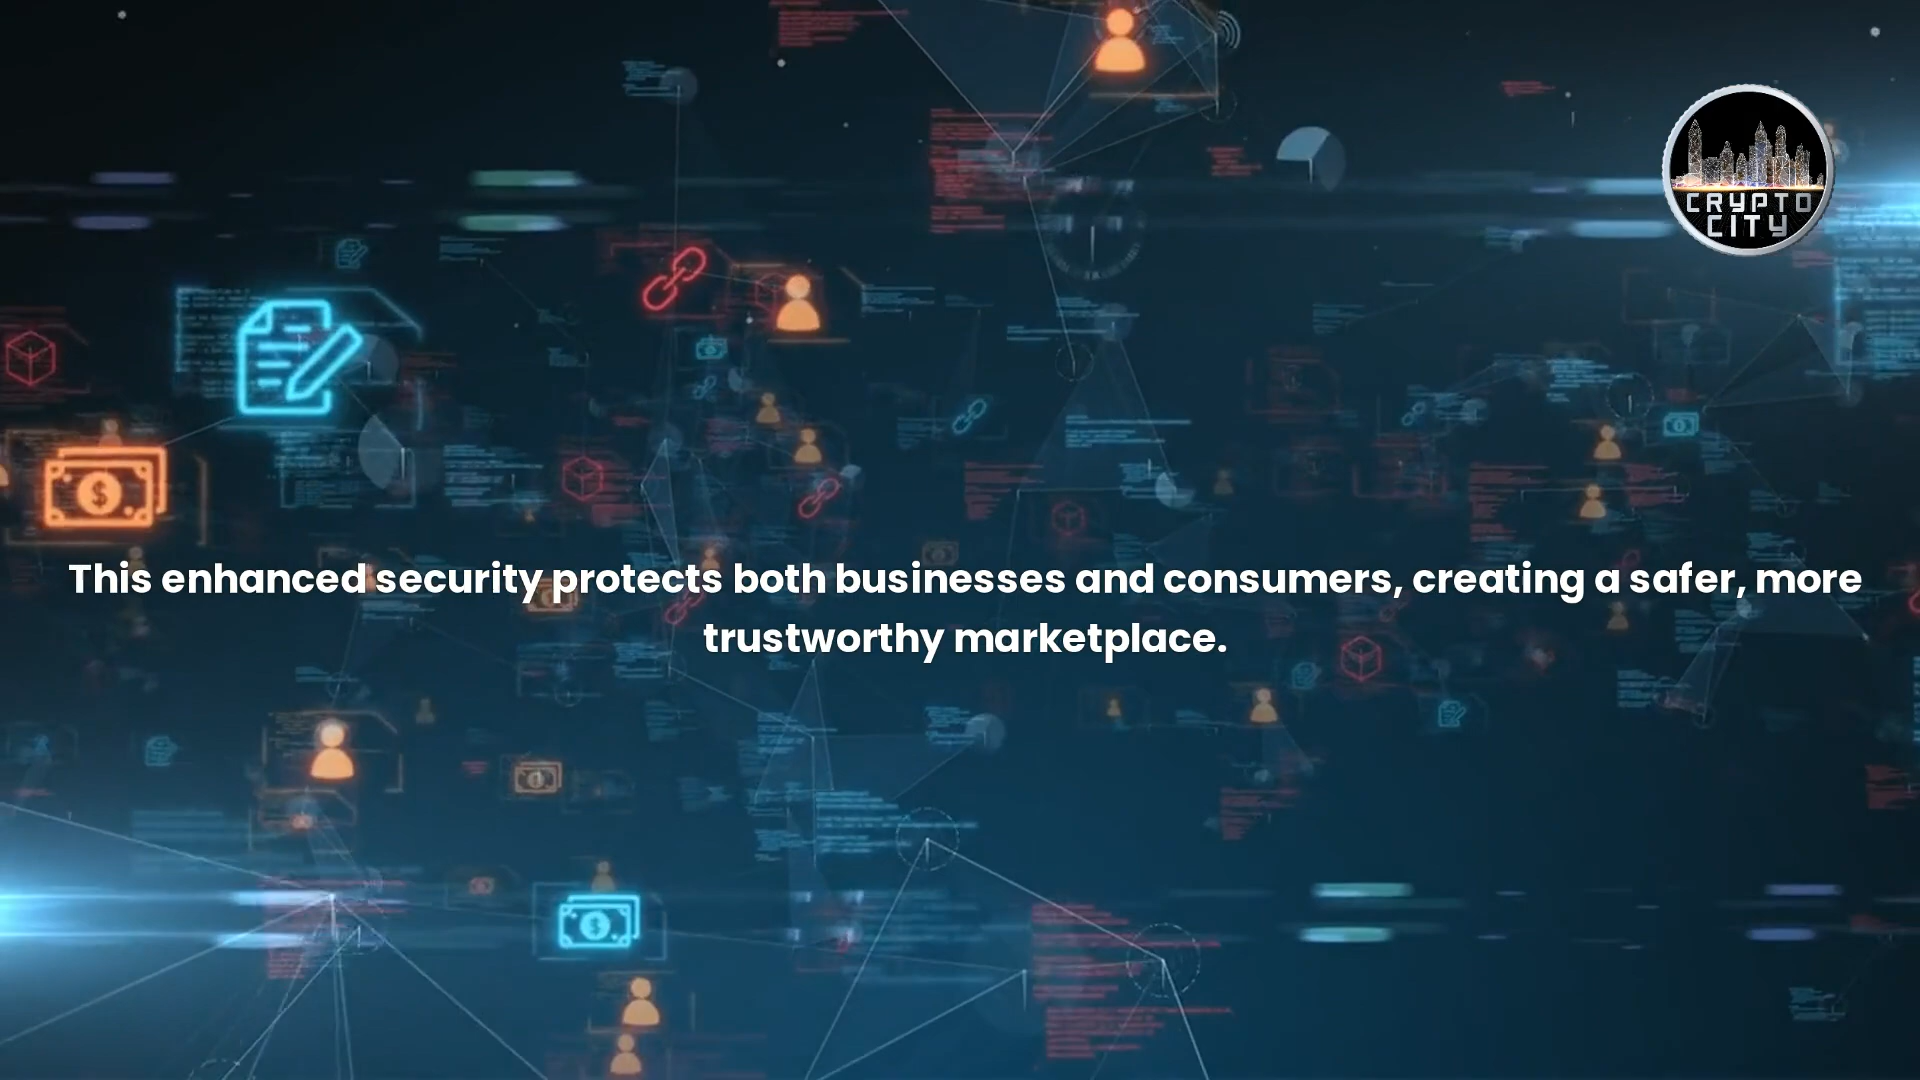 CRYPTO
CITY
This enhanced security protects both businesses and consumers, creating a safer, more
trustworthy marketplace.